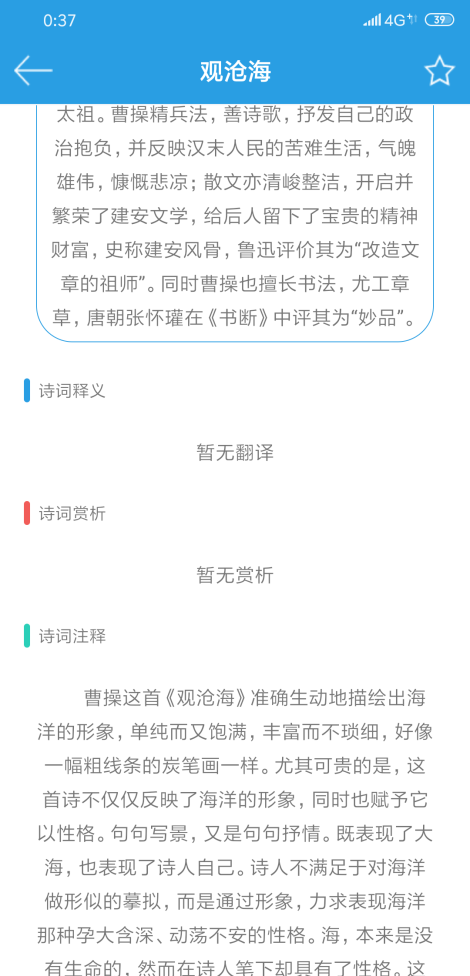 0:37
4G+
39
观沧海
太祖。曹操精兵法，善诗歌，抒发自己的政
治抱负，并反映汉末人民的苦难生活，气魄
雄伟，慷慨悲凉；散文亦清峻整洁，开启并
繁荣了建安文学，给后人留下了宝贵的精神
财富，史称建安风骨，鲁迅评价其为“改造文
章的祖师”。同时曹操也擅长书法，尤工章
草，唐朝张怀瓘在《书断》中评其为“妙品”。
诗词释义
暂无翻译
诗词赏析
暂无赏析
诗词注释
曹操这首《观沧海》准确生动地描绘出海
洋的形象，单纯而又饱满，丰富而不琐细，好像
一幅粗线条的炭笔画一样。尤其可贵的是，这
首诗不仅仅反映了海洋的形象，同时也赋予它
以性格。句句写景，又是句句抒情。既表现了大
海，也表现了诗人自己。诗人不满足于对海洋
做形似的摹拟，而是通过形象，力求表现海洋
那种孕大含深、动荡不安的性格。海，本来是没
有生命的，然而在诗人笔下却具有了性格。这